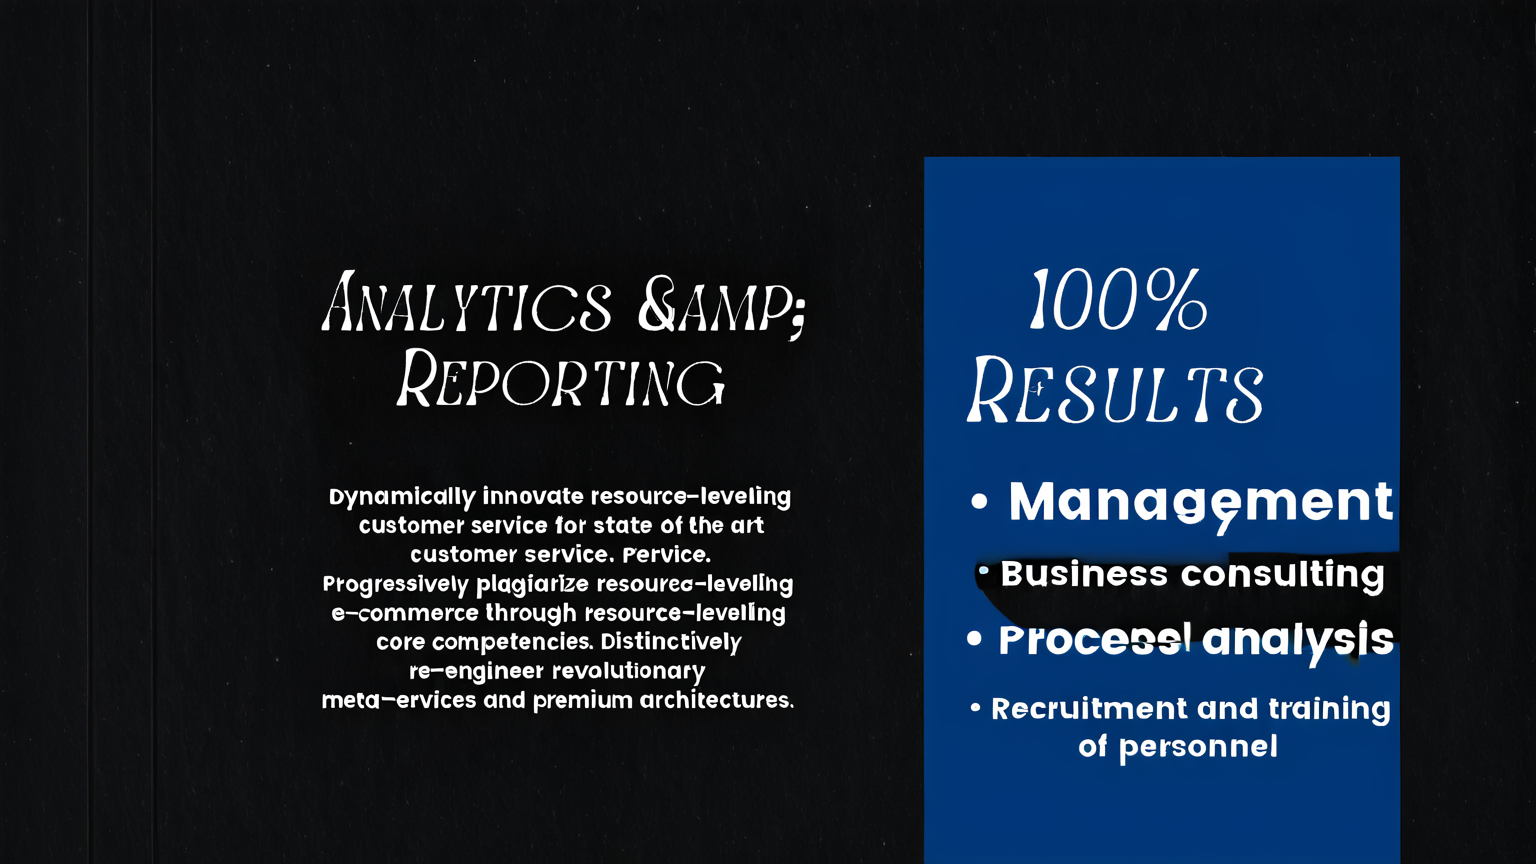 Analytics &amp;
Reporting
Dynamically innovate resource-leveling
customer service for state of the art
customer service. Pervice.
Progressively plagiarize resourec-leveling
e-commerce through resource-leveling
core competencies. Distinctively
re-engineer revolutionary
meta-ervices and premium architectures.
100%
Results
• Management
• Business consulting
• analysis
• Recruitment and training
of personnel